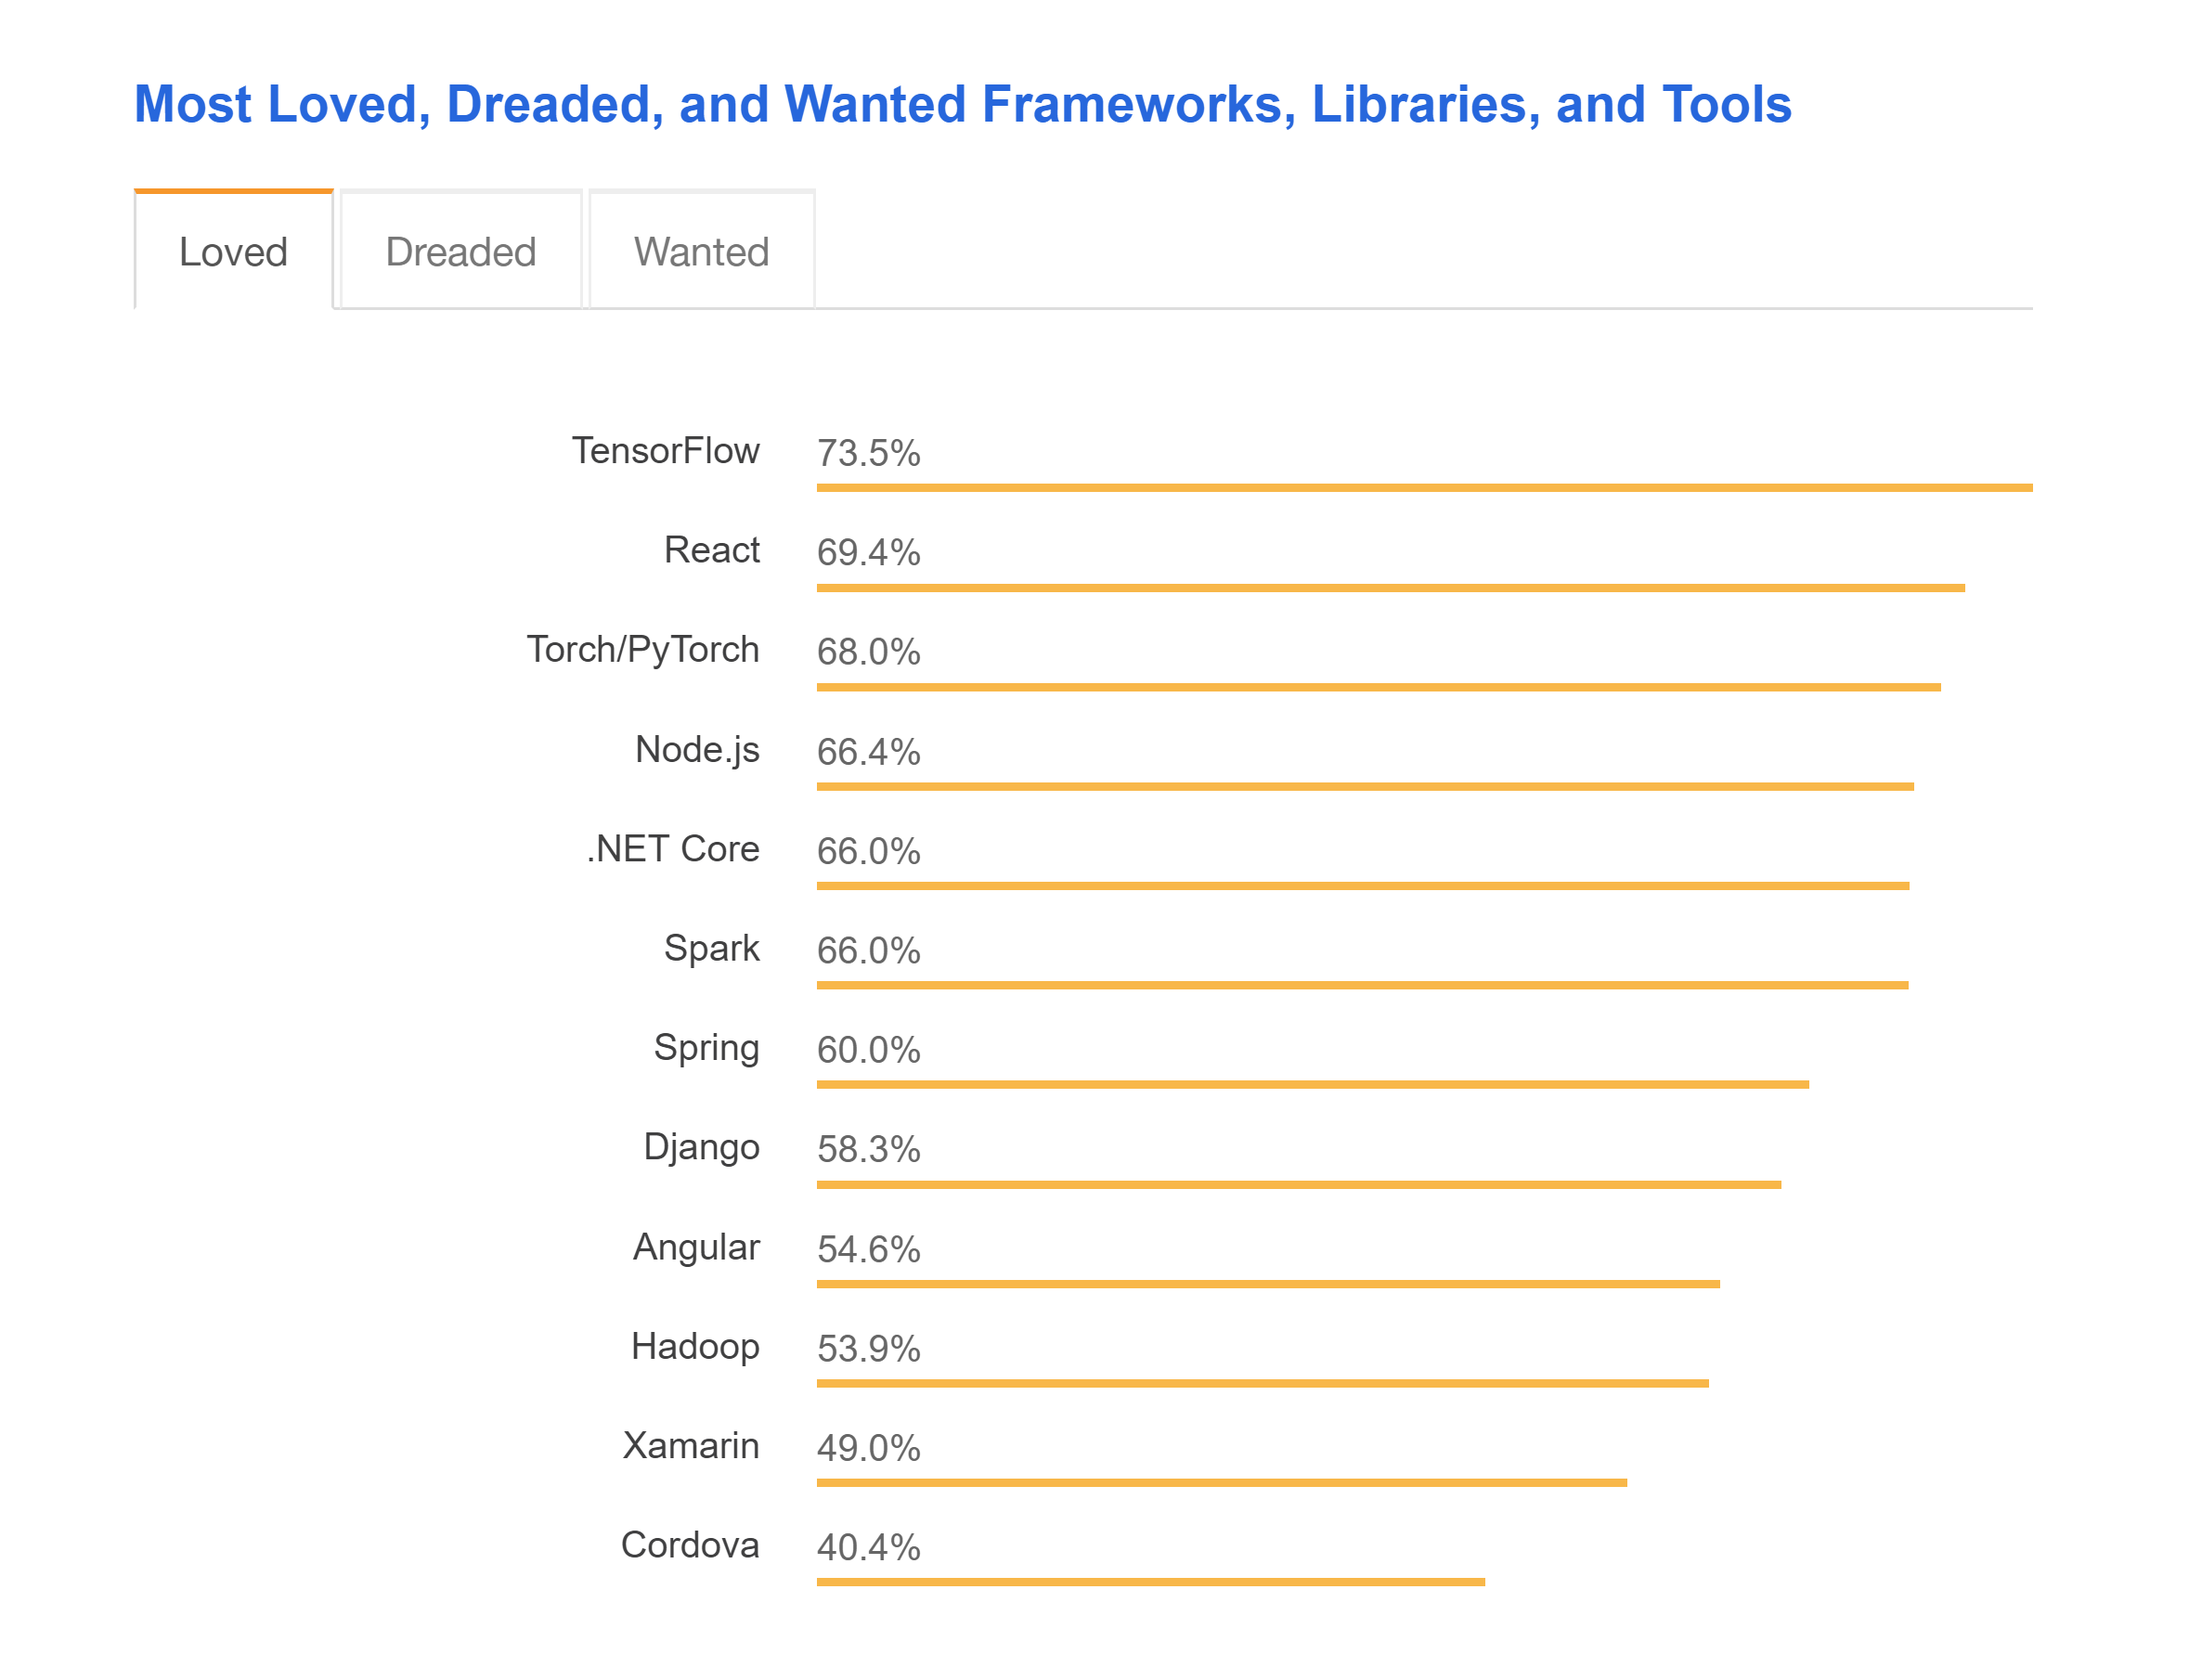 Most Loved, Dreaded, and Wanted Frameworks, Libraries, and Tools
Loved Dreaded Wanted
TensorFlow 73.5%
React 69.4%
Torch/PyTorch 68.0%
Node.js 66.4%
.NET Core 66.0%
Spark 66.0%
Spring 60.0%
Django 58.3%
Angular 54.6%
Hadoop 53.9%
Xamarin 49.0%
Cordova 40.4%